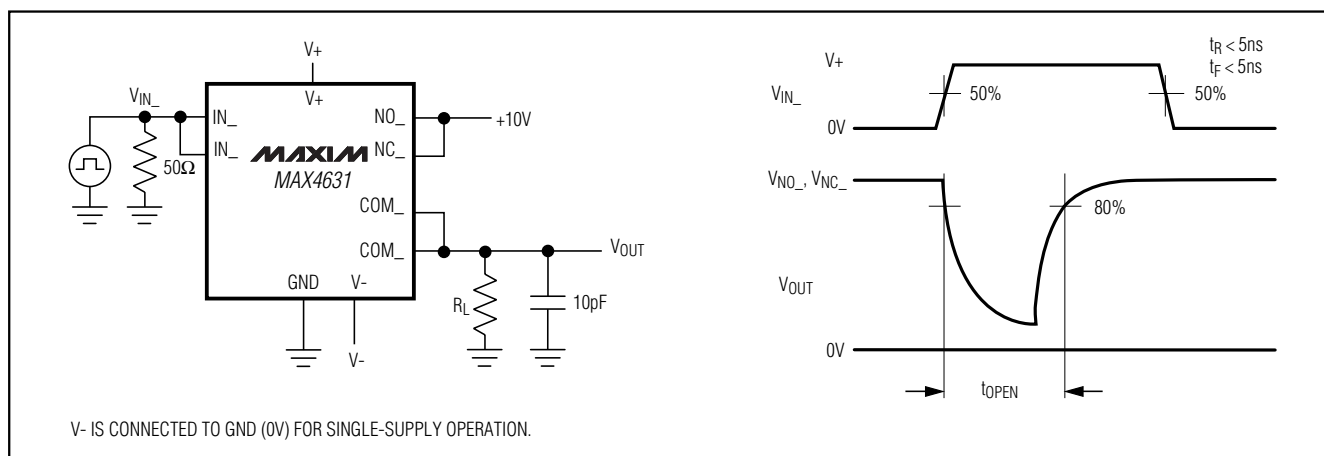 V+
V+
V_IN_
IN_
IN_
50Ω
MAXIM
MAX4631
NO_
NC_
+10V
COM_
COM_
V_OUT
GND
V-
V-
R_L
10pF
V- IS CONNECTED TO GND (0V) FOR SINGLE-SUPPLY OPERATION.
V+
V_IN_
0V
50%
50%
t_R < 5ns
t_F < 5ns
V_NO_, V_NC_
80%
V_OUT
0V
t_OPEN